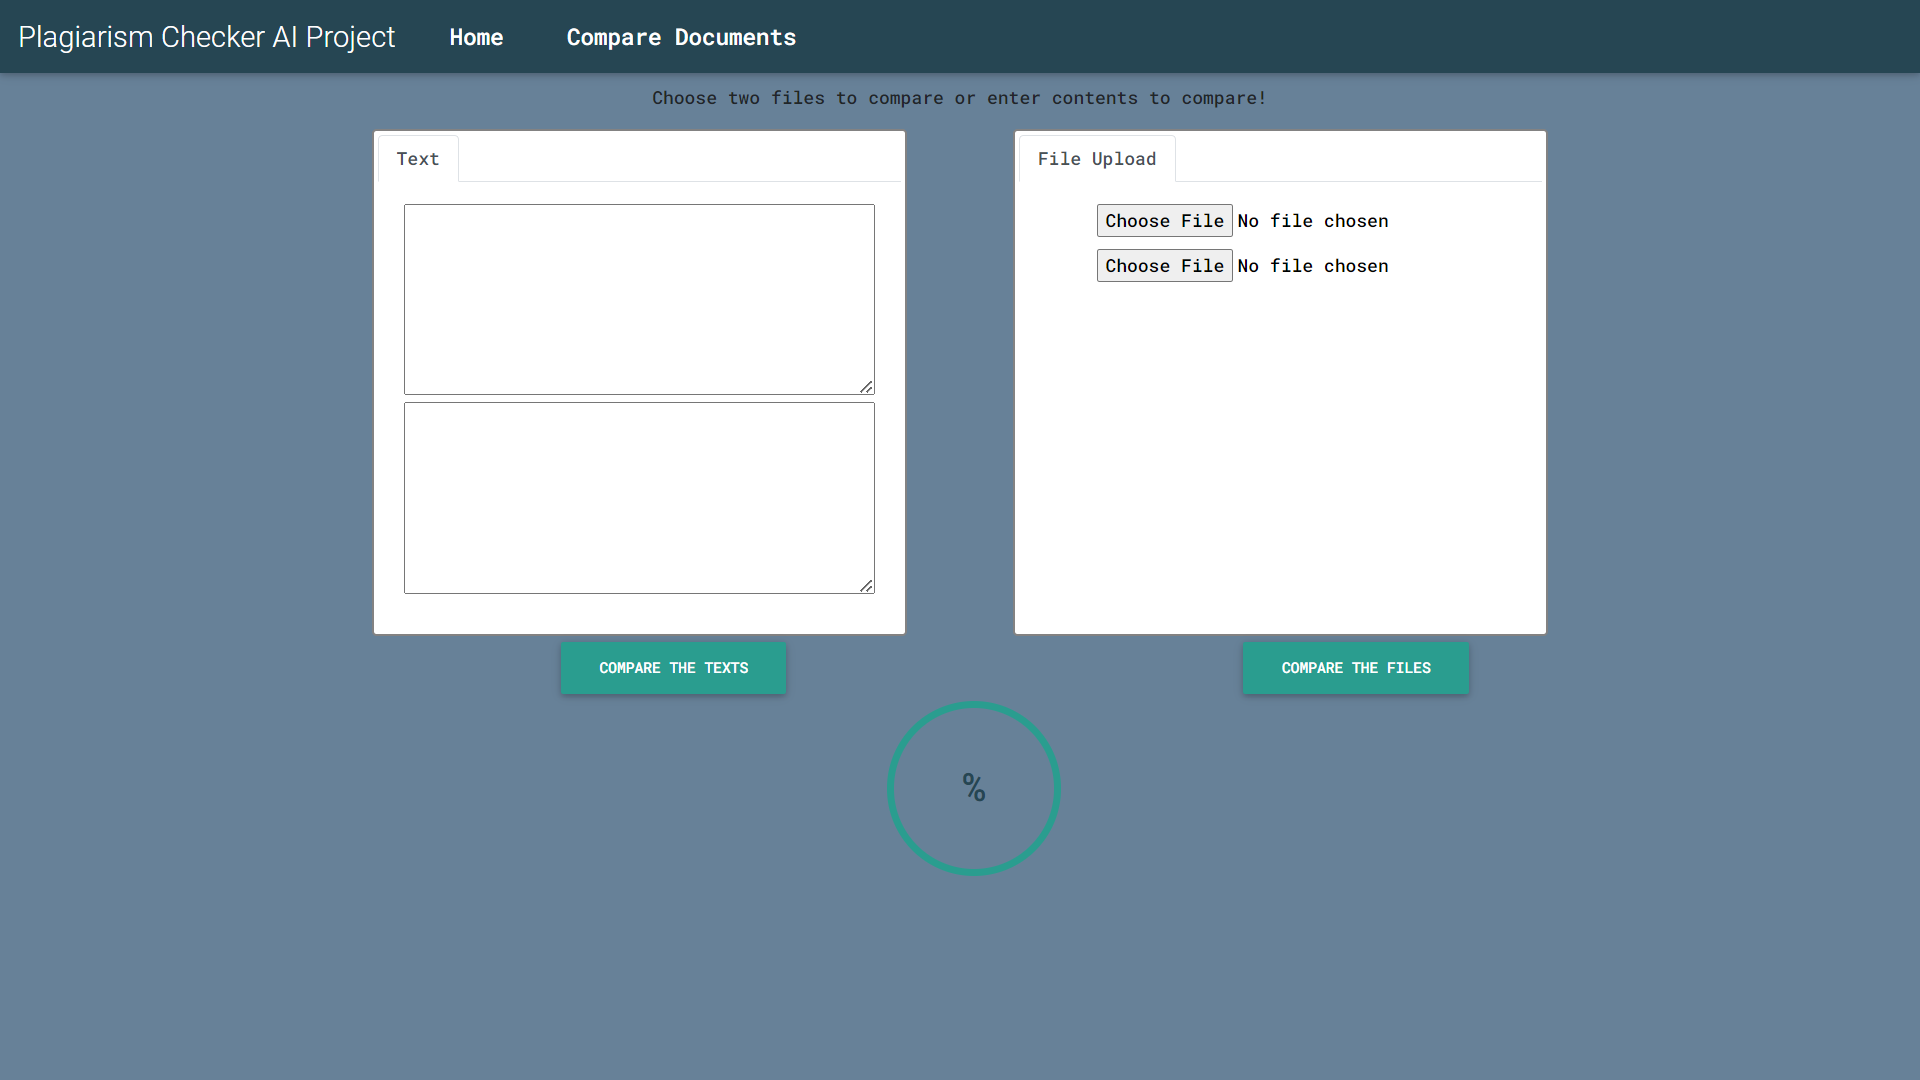 Plagiarism Checker AI Project Home Compare Documents
Choose two files to compare or enter contents to compare!
Text
File Upload
Choose File No file chosen
Choose File No file chosen
COMPARE THE TEXTS
COMPARE THE FILES
%